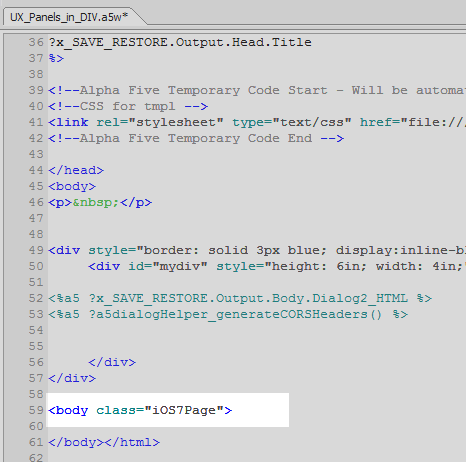 UX_Panels_in_DIV.a5w*
36 ?x_SAVE_RESTORE.Output.Head.Title
37 %>
38
39 <!--Alpha Five Temporary Code Start - Will be automa
40 <!--CSS for tmpl -->
41 <link rel="stylesheet" type="text/css" href="file://
42 <!--Alpha Five Temporary Code End -->
43
44 </head>
45 <body>
46 <p>&nbsp;</p>
47
48
49 <div style="border: solid 3px blue; display:inline-bl
50 <div id="mydiv" style="height: 6in; width: 4in;"
51
52 <%a5 ?x_SAVE_RESTORE.Output.Body.Dialog2_HTML %>
53 <%a5 ?a5dialogHelper_generateCORSHeaders() %>
54
55
56 </div>
57 </div>
58
59 <body class="iOS7Page">
60
61 </body></html>
62